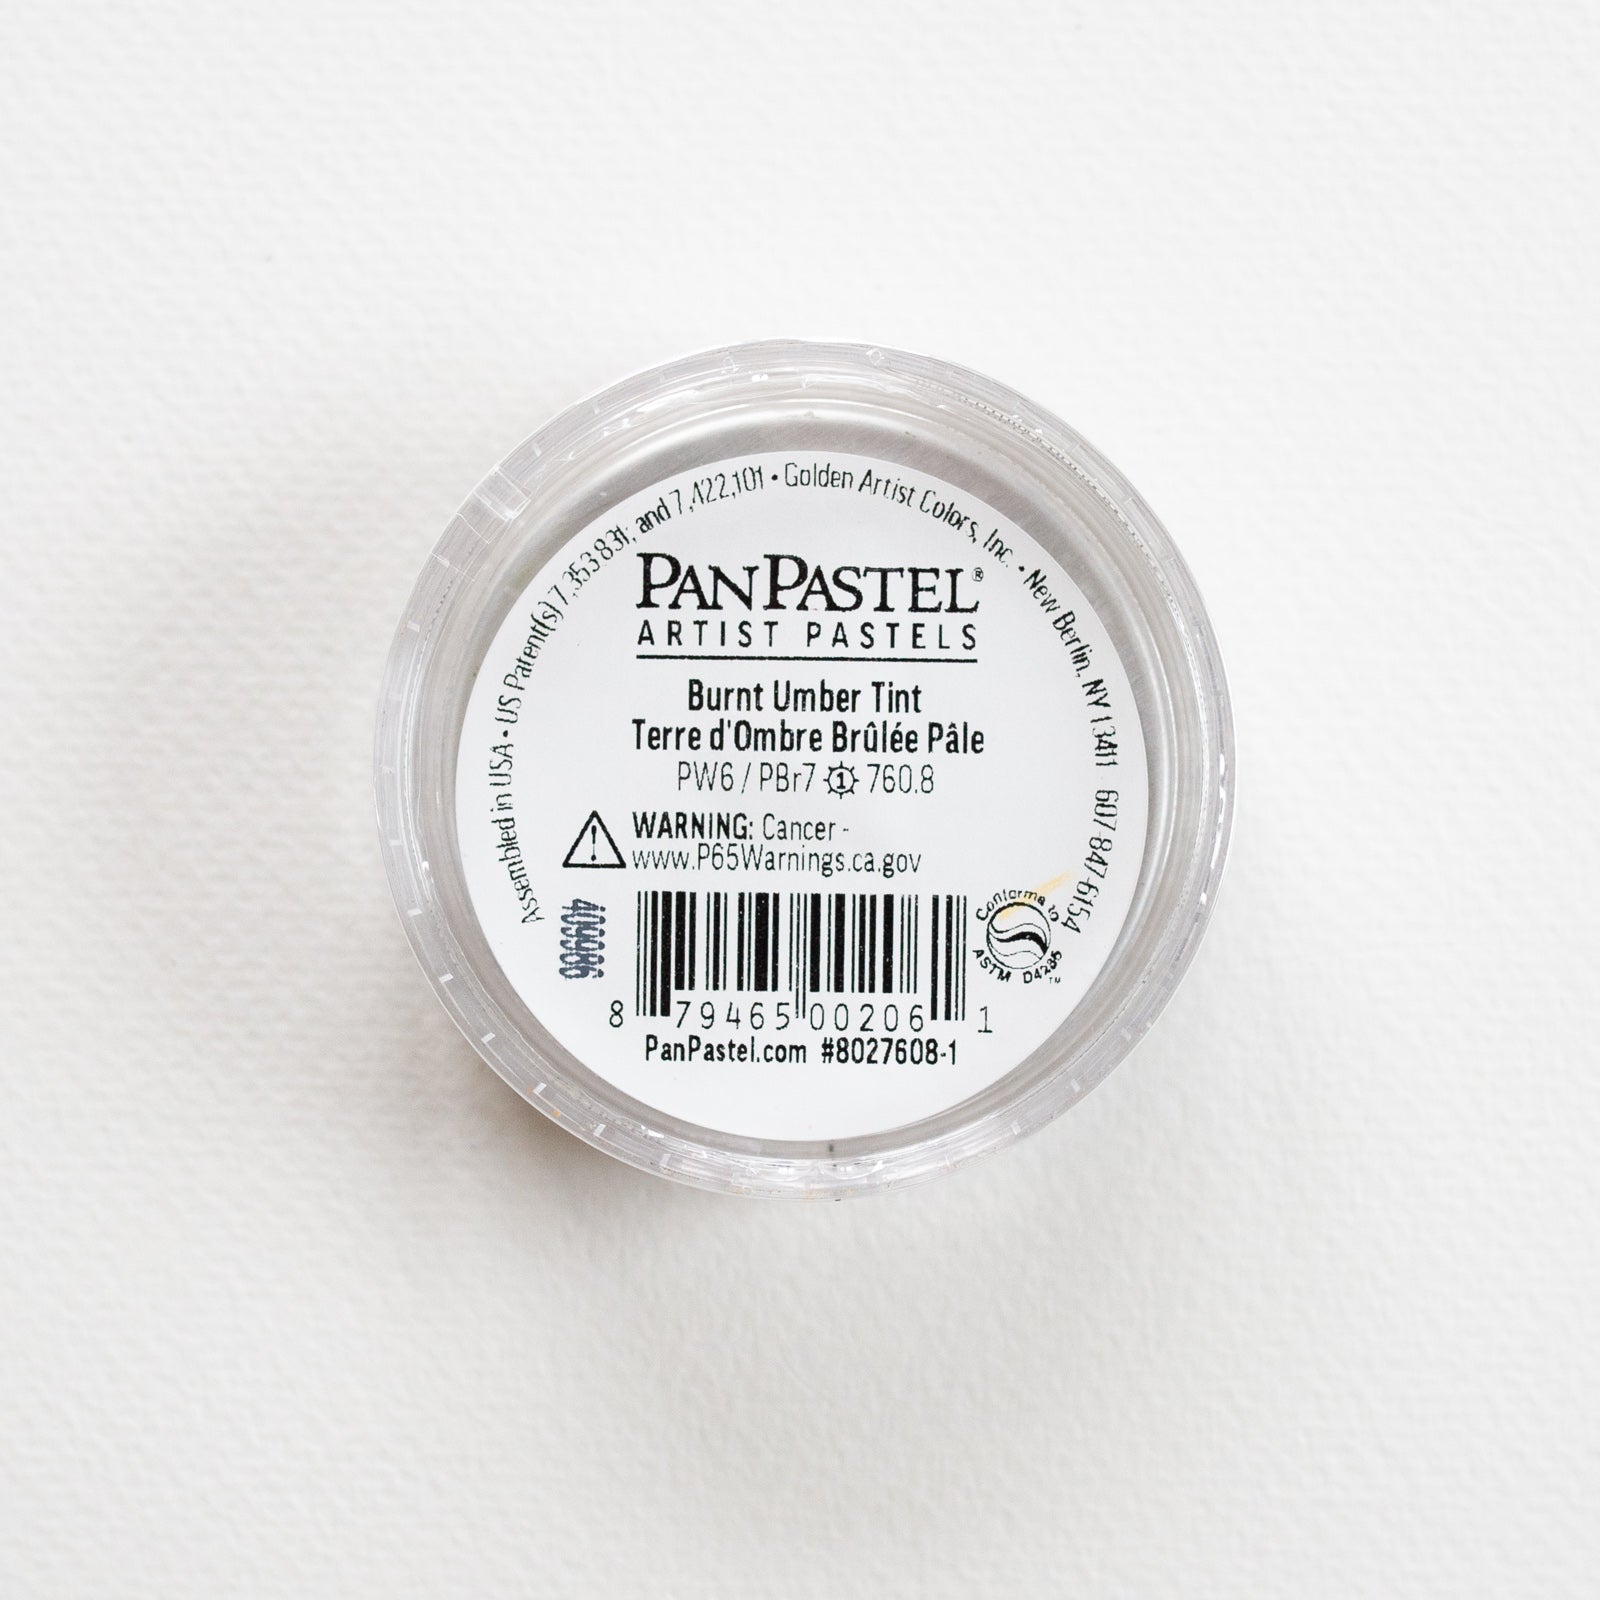 Assembled in USA • US Patent(s) 7,353,831; and 7,422,101 • Golden Artist Colors, Inc. • New Berlin, NY 13411 607-847-6154
PANPASTEL®
ARTIST PASTELS
Burnt Umber Tint
Terre d'Ombre Brûlée Pâle
PW6 / PBr7 1 760.8
WARNING: Cancer -
www.P65Warnings.ca.gov
Conforms to
ASTM D4236™
8 79465 00206 1
PanPastel.com #8027608-1